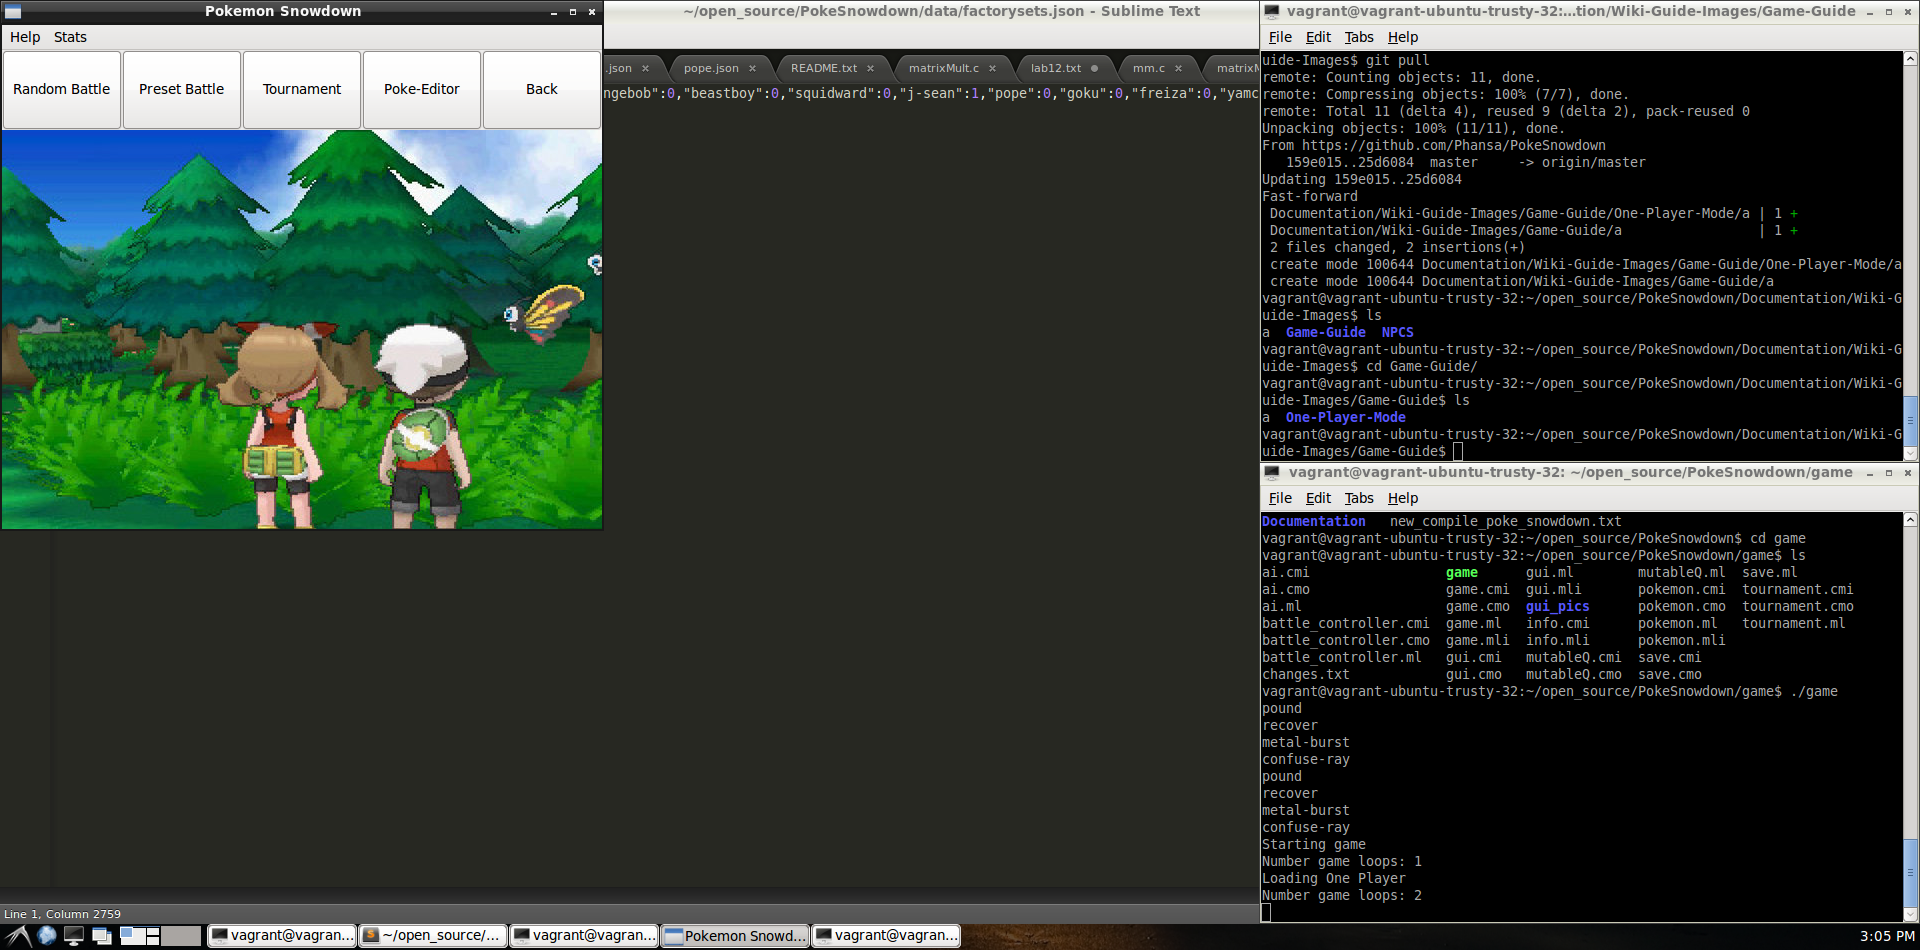 Pokemon Snowdown
Help Stats
Random Battle Preset Battle Tournament Poke-Editor Back
~/open_source/PokeSnowdown/data/factorysets.json - Sublime Text
.json × pope.json × README.txt × matrixMult.c × lab12.txt mm.c × matrixM
ngebob":0,"beastboy":0,"squidward":0,"j-sean":1,"pope":0,"goku":0,"freiza":0,"yamc
Line 1, Column 2759
vagrant@vagrant-ubuntu-trusty-32:...tion/Wiki-Guide-Images/Game-Guide
File Edit Tabs Help
uide-Images$ git pull
remote: Counting objects: 11, done.
remote: Compressing objects: 100% (7/7), done.
remote: Total 11 (delta 4), reused 9 (delta 2), pack-reused 0
Unpacking objects: 100% (11/11), done.
From https://github.com/Phansa/PokeSnowdown
   159e015..25d6084  master     -> origin/master
Updating 159e015..25d6084
Fast-forward
 Documentation/Wiki-Guide-Images/Game-Guide/One-Player-Mode/a | 1 +
 Documentation/Wiki-Guide-Images/Game-Guide/a                 | 1 +
 2 files changed, 2 insertions(+)
 create mode 100644 Documentation/Wiki-Guide-Images/Game-Guide/One-Player-Mode/a
 create mode 100644 Documentation/Wiki-Guide-Images/Game-Guide/a
vagrant@vagrant-ubuntu-trusty-32:~/open_source/PokeSnowdown/Documentation/Wiki-G
uide-Images$ ls
a  Game-Guide  NPCS
vagrant@vagrant-ubuntu-trusty-32:~/open_source/PokeSnowdown/Documentation/Wiki-G
uide-Images$ cd Game-Guide/
vagrant@vagrant-ubuntu-trusty-32:~/open_source/PokeSnowdown/Documentation/Wiki-G
uide-Images/Game-Guide$ ls
a  One-Player-Mode
vagrant@vagrant-ubuntu-trusty-32:~/open_source/PokeSnowdown/Documentation/Wiki-G
uide-Images/Game-Guide$
vagrant@vagrant-ubuntu-trusty-32: ~/open_source/PokeSnowdown/game
File Edit Tabs Help
Documentation   new_compile_poke_snowdown.txt
vagrant@vagrant-ubuntu-trusty-32:~/open_source/PokeSnowdown$ cd game
vagrant@vagrant-ubuntu-trusty-32:~/open_source/PokeSnowdown/game$ ls
ai.cmi                 game      gui.ml        mutableQ.ml  save.ml
ai.cmo                 game.cmi  gui.mli       pokemon.cmi  tournament.cmi
ai.ml                  game.cmo  gui_pics      pokemon.cmo  tournament.cmo
battle_controller.cmi  game.ml   info.cmi      pokemon.ml   tournament.ml
battle_controller.cmo  game.mli  info.mli      pokemon.mli
battle_controller.ml   gui.cmi   mutableQ.cmi  save.cmi
changes.txt            gui.cmo   mutableQ.cmo  save.cmo
vagrant@vagrant-ubuntu-trusty-32:~/open_source/PokeSnowdown/game$ ./game
pound
recover
metal-burst
confuse-ray
pound
recover
metal-burst
confuse-ray
Starting game
Number game loops: 1
Loading One Player
Number game loops: 2
vagrant@vagran... ~/open_source/... vagrant@vagran... Pokemon Snowd... vagrant@vagran... 3:05 PM